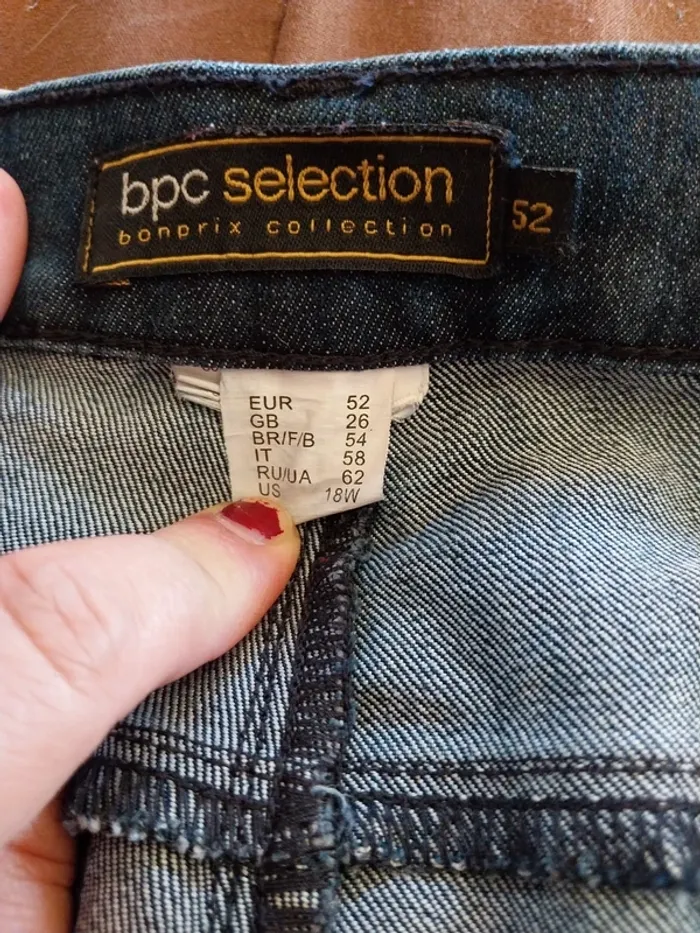 bpc selection
bonprix collection
52
EUR 52
GB 26
BR/F/B 54
IT 58
RU/UA 62
US 18W